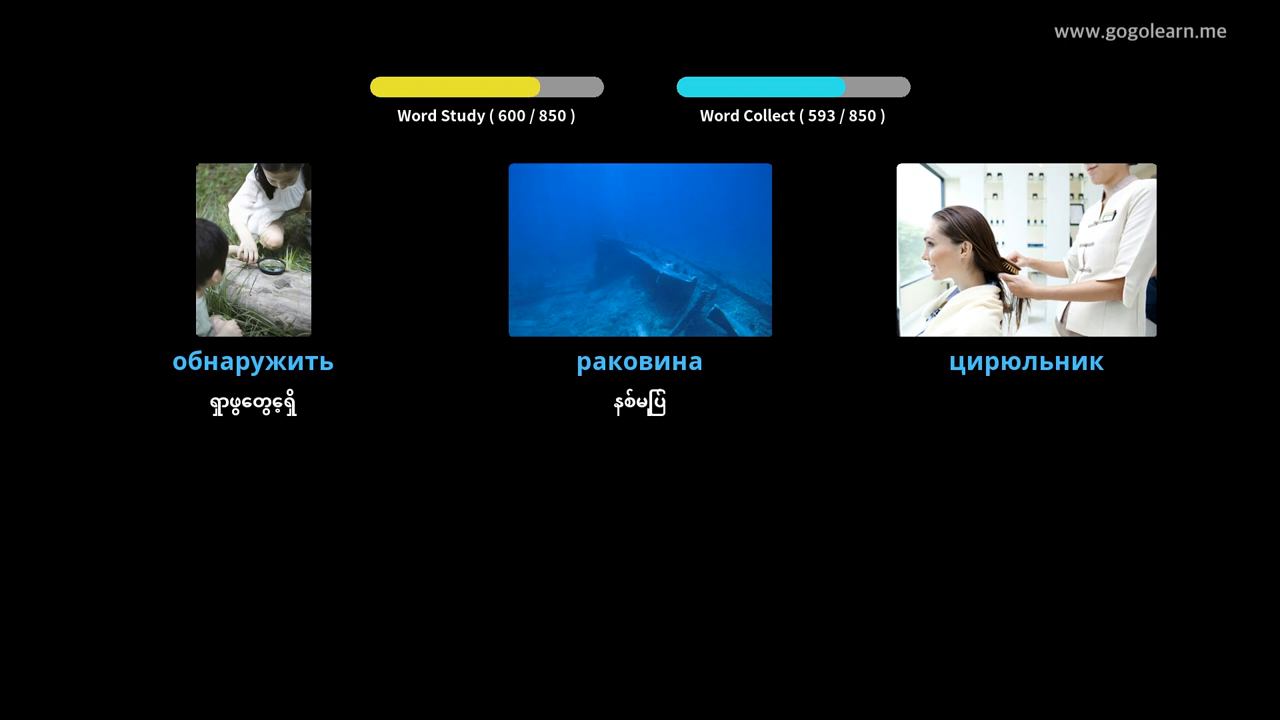 www.gogolearn.me
Word Study ( 600 / 850 )
Word Collect ( 593 / 850 )
обнаружить
раковина
цирюльник
ရှာဖွတွေ့ရှိ
နစ်မပြ်